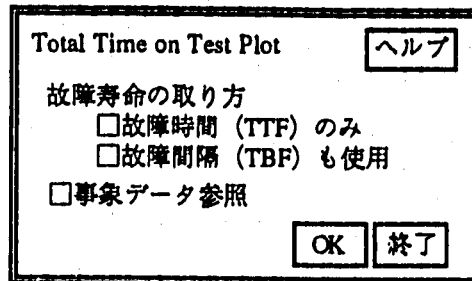 Total Time on Test Plot ヘルプ
故障寿命の取り方
□故障時間 (TTF) のみ
□故障間隔 (TBF) も使用
□事象データ参照
OK 終了